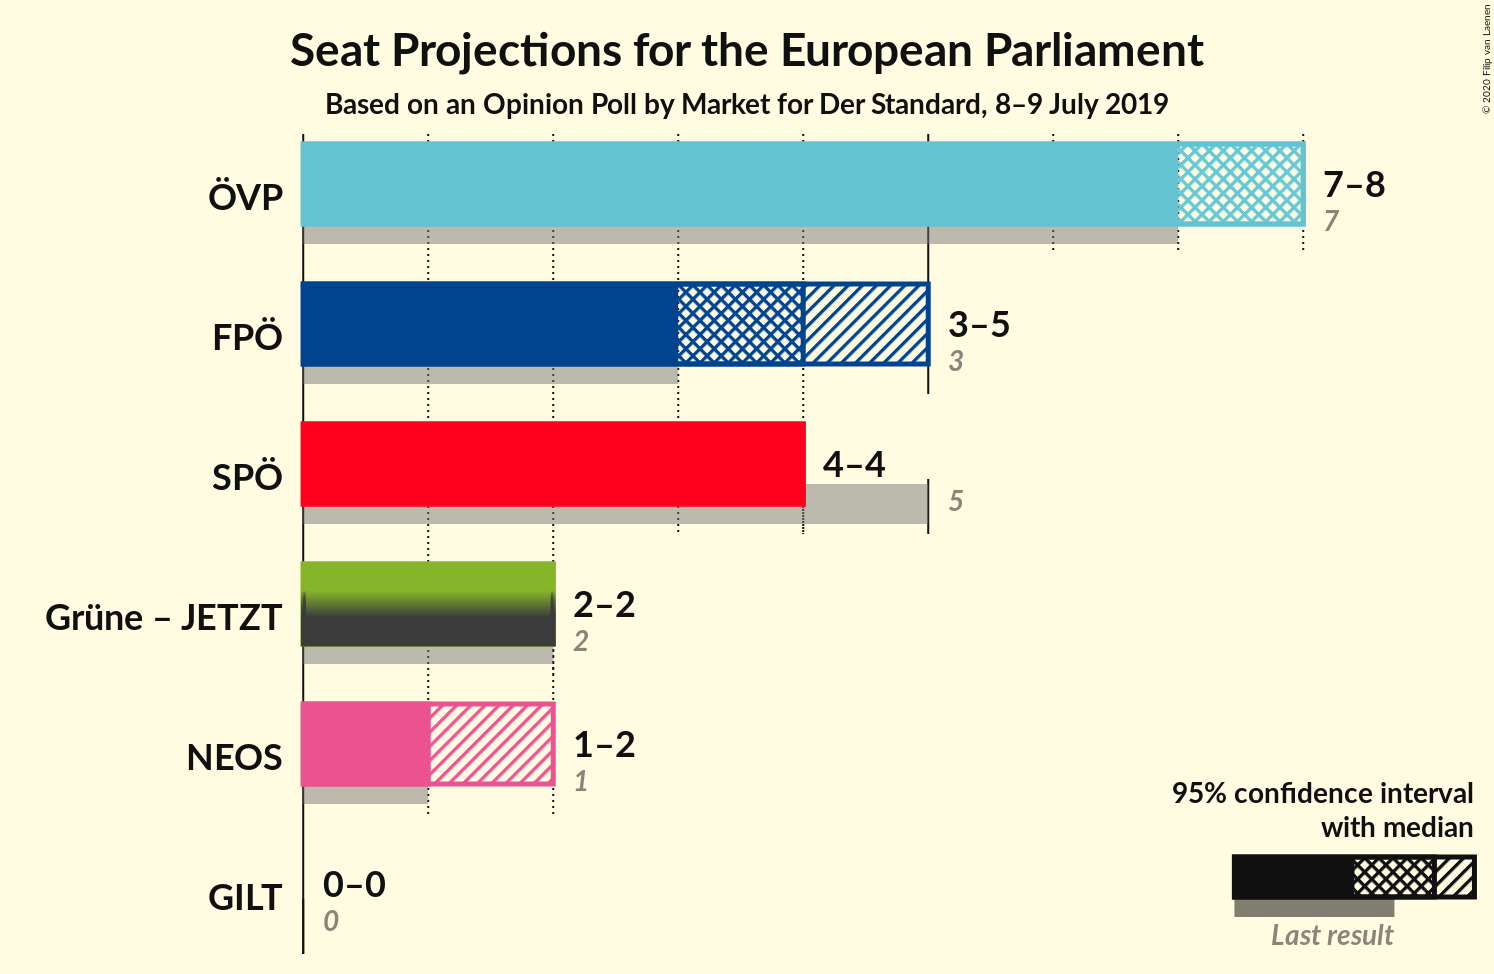 Seat Projections for the European Parliament
Based on an Opinion Poll by Market for Der Standard, 8–9 July 2019
© 2020 Filip van Laenen
ÖVP
7–8
7
FPÖ
3–5
3
SPÖ
4–4
5
Grüne – JETZT
2–2
2
NEOS
1–2
1
GILT
0–0
0
95% confidence interval
with median
Last result